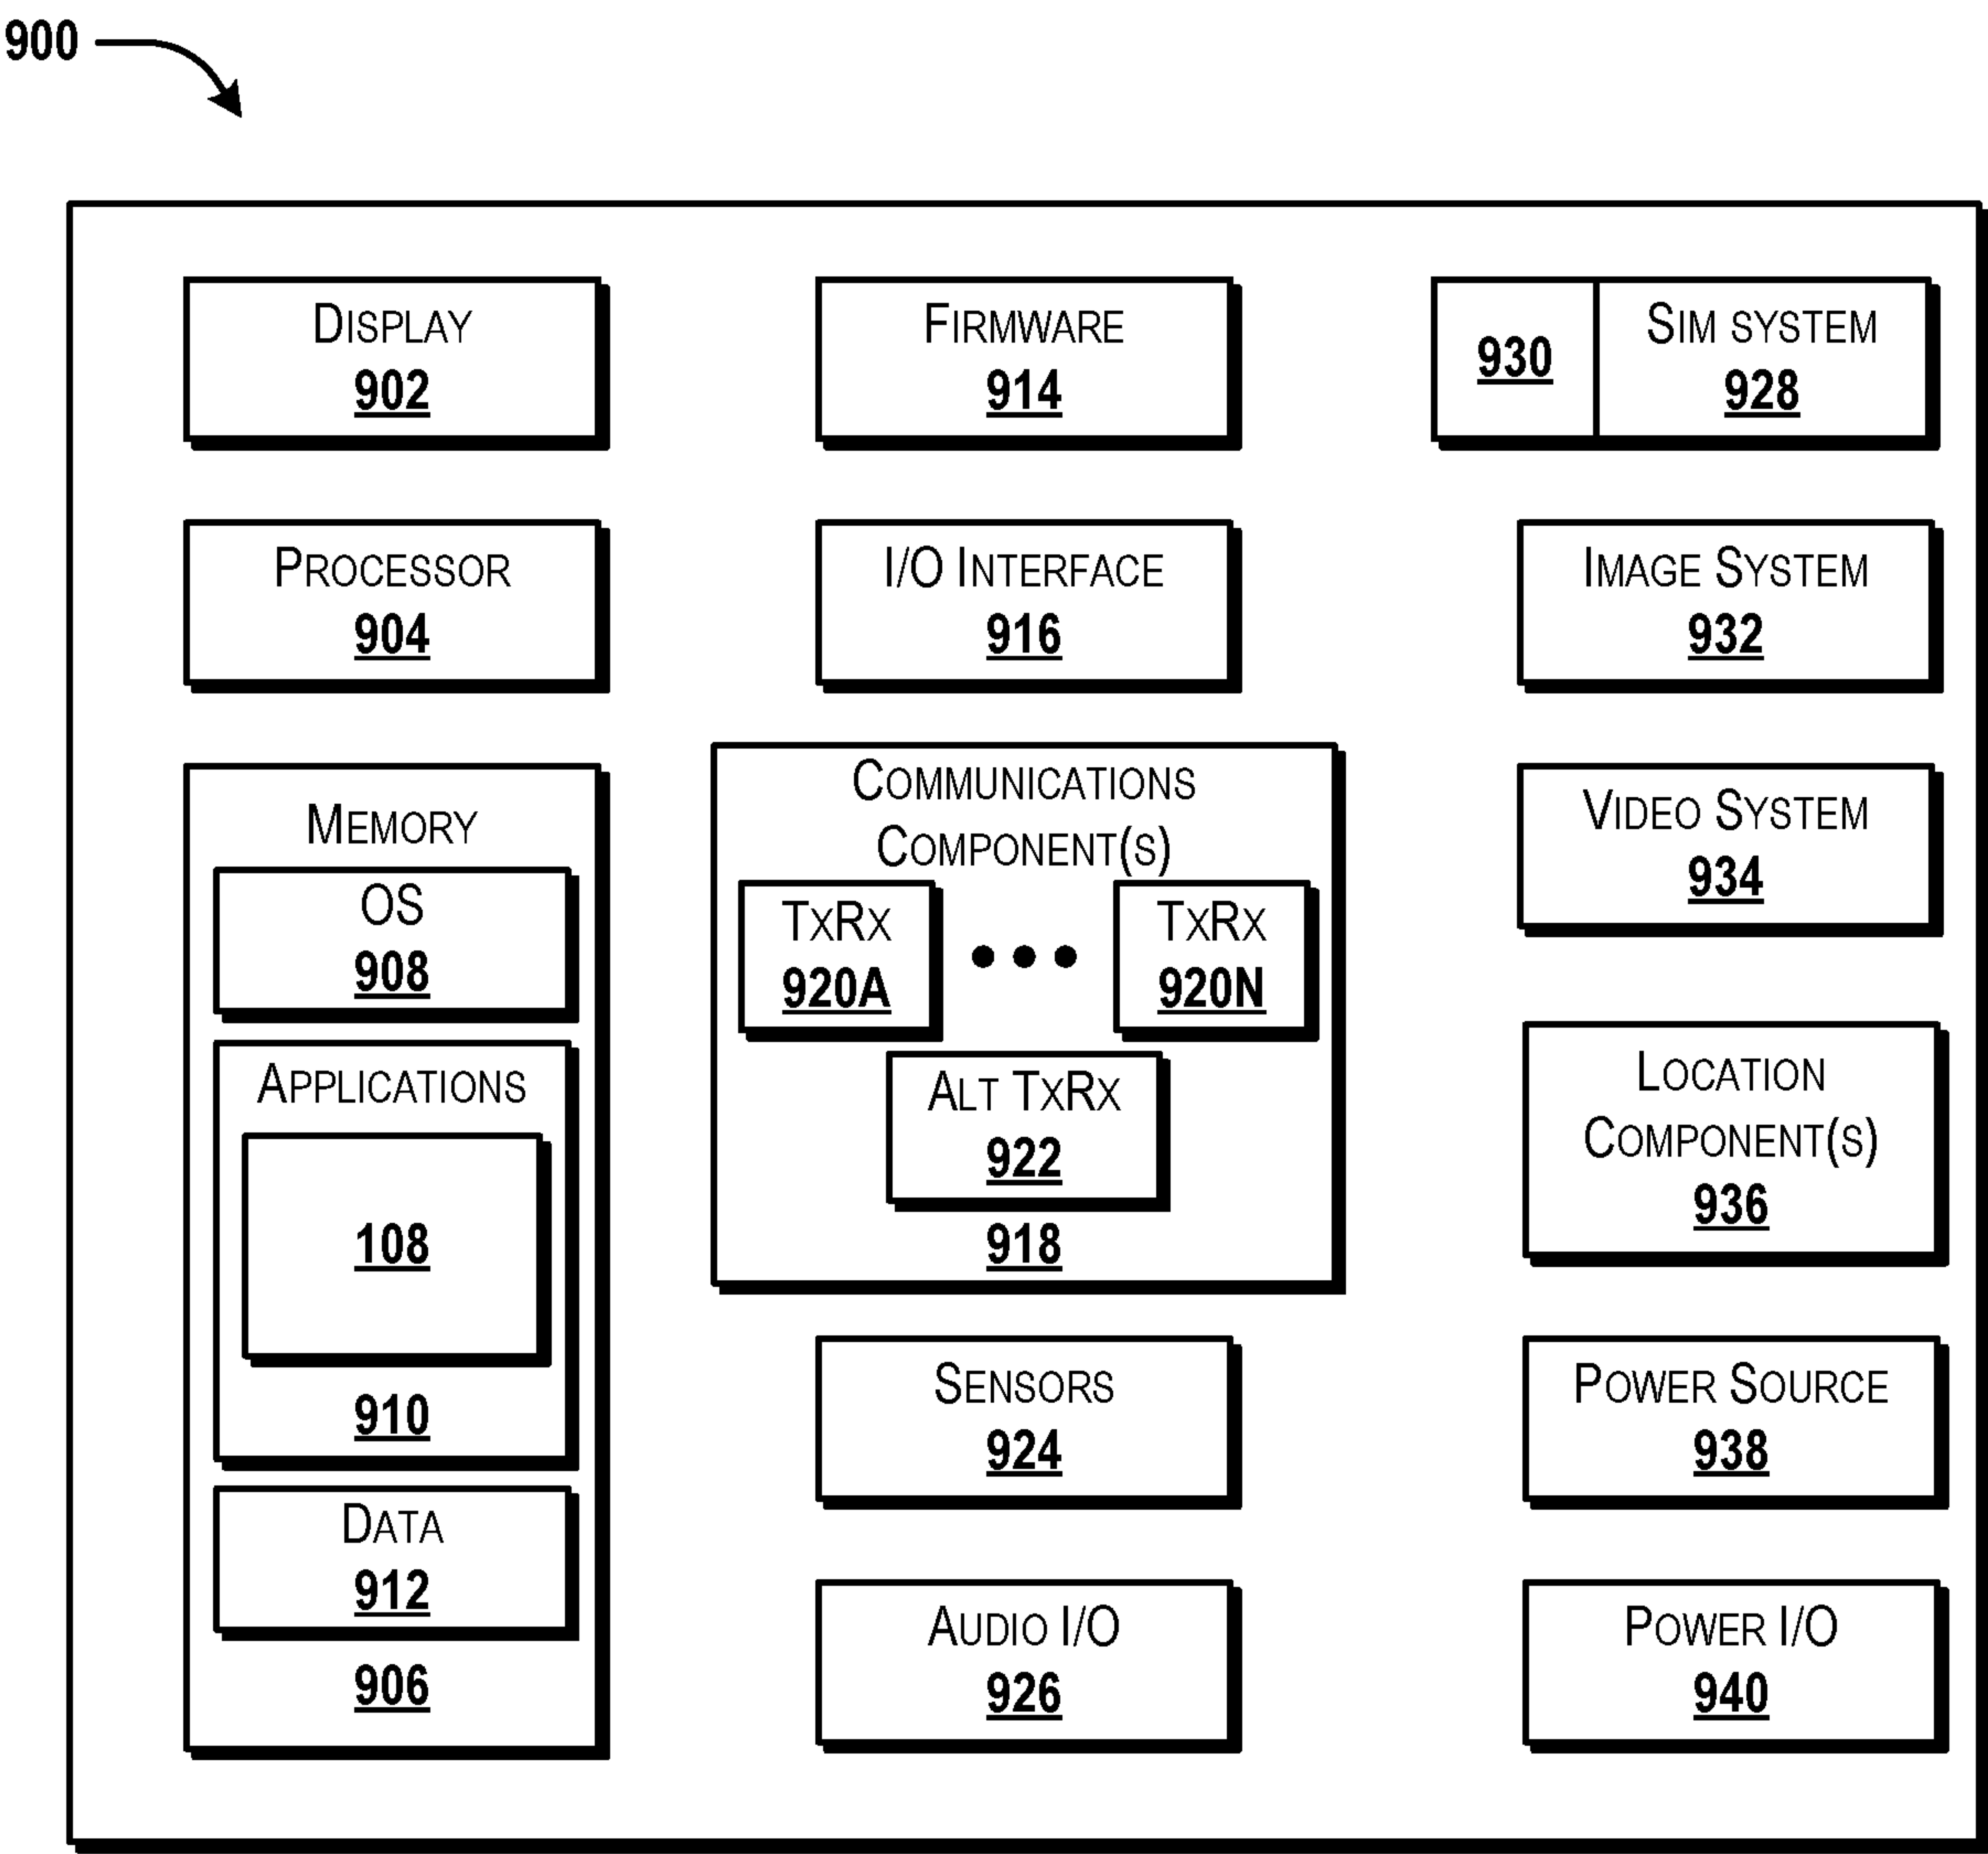 900
DISPLAY
902
PROCESSOR
904
MEMORY
OS
908
APPLICATIONS
108
910
DATA
912
906
FIRMWARE
914
I/O INTERFACE
916
COMMUNICATIONS
COMPONENT(S)
TXRX
920A
TXRX
920N
ALT TXRX
922
918
SENSORS
924
AUDIO I/O
926
930
SIM SYSTEM
928
IMAGE SYSTEM
932
VIDEO SYSTEM
934
LOCATION
COMPONENT(S)
936
POWER SOURCE
938
POWER I/O
940